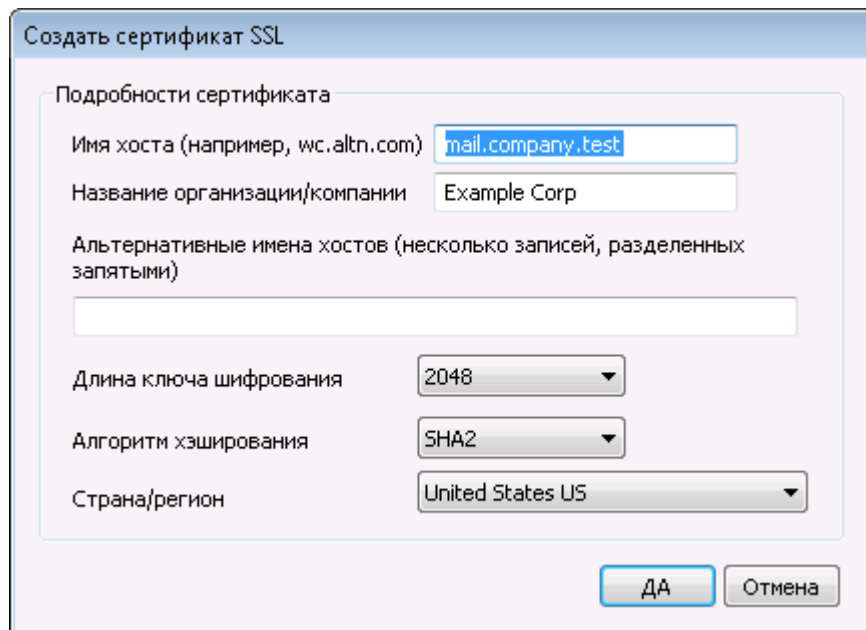 Создать сертификат SSL
Подробности сертификата
Имя хоста (например, wc.altn.com) mail.company.test
Название организации/компании Example Corp
Альтернативные имена хостов (несколько записей, разделенных
запятыми)
Длина ключа шифрования 2048
Алгоритм хэширования SHA2
Страна/регион United States US
ДА Отмена